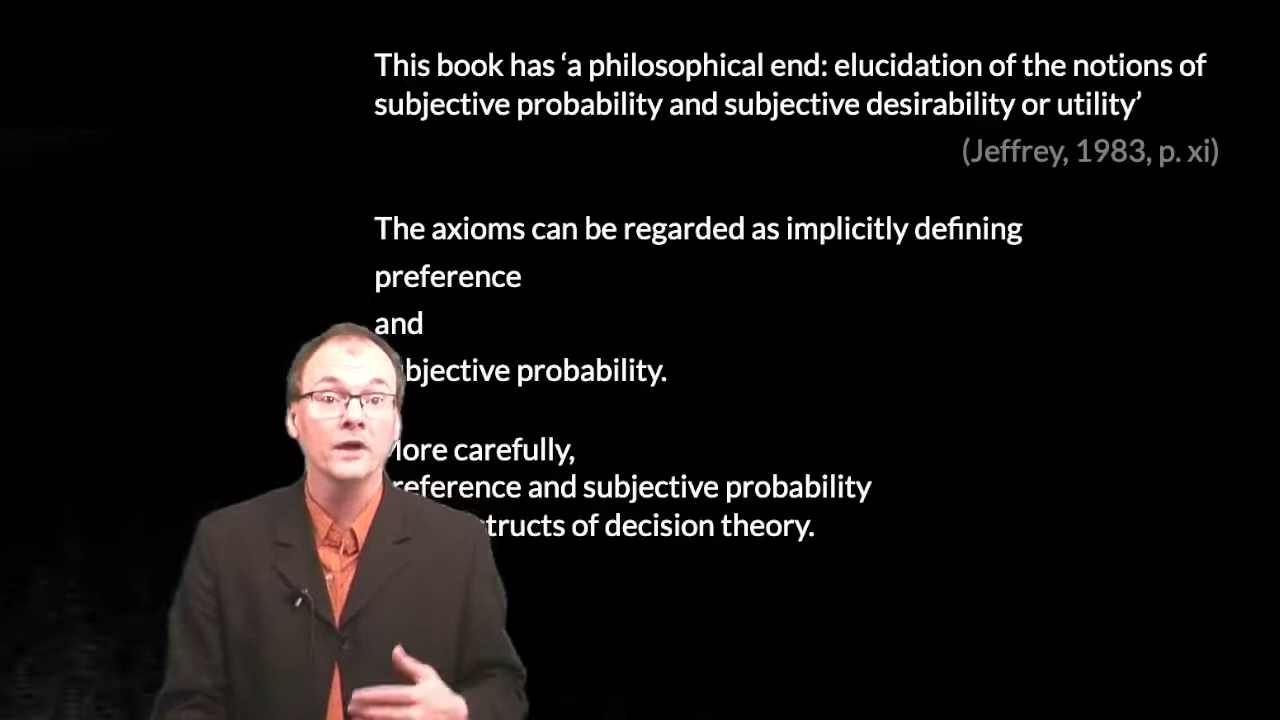 This book has ‘a philosophical end: elucidation of the notions of
subjective probability and subjective desirability or utility’
(Jeffrey, 1983, p. xi)
The axioms can be regarded as implicitly defining
preference
and
bjective probability.
ore carefully,
reference and subjective probability
tructs of decision theory.